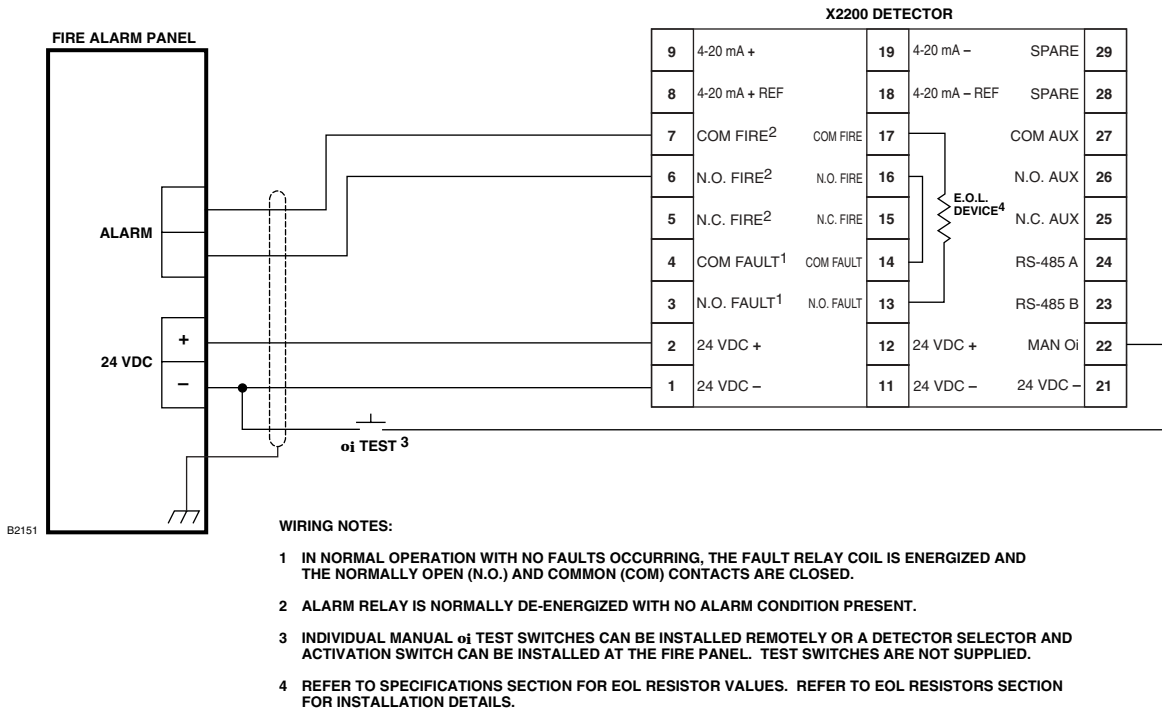 X2200 DETECTOR
FIRE ALARM PANEL
9 4-20 mA + 19 4-20 mA – SPARE 29
8 4-20 mA + REF 18 4-20 mA – REF SPARE 28
7 COM FIRE2 COM FIRE 17 COM AUX 27
6 N.O. FIRE2 N.O. FIRE 16 N.O. AUX 26
E.O.L.
DEVICE4
5 N.C. FIRE2 N.C. FIRE 15 N.C. AUX 25
ALARM
4 COM FAULT1 COM FAULT 14 RS-485 A 24
3 N.O. FAULT1 N.O. FAULT 13 RS-485 B 23
+
2 24 VDC + 12 24 VDC + MAN Oi 22
24 VDC
–
1 24 VDC – 11 24 VDC – 24 VDC – 21
oi TEST 3
B2151
WIRING NOTES:
1 IN NORMAL OPERATION WITH NO FAULTS OCCURRING, THE FAULT RELAY COIL IS ENERGIZED AND
THE NORMALLY OPEN (N.O.) AND COMMON (COM) CONTACTS ARE CLOSED.
2 ALARM RELAY IS NORMALLY DE-ENERGIZED WITH NO ALARM CONDITION PRESENT.
3 INDIVIDUAL MANUAL oi TEST SWITCHES CAN BE INSTALLED REMOTELY OR A DETECTOR SELECTOR AND
ACTIVATION SWITCH CAN BE INSTALLED AT THE FIRE PANEL. TEST SWITCHES ARE NOT SUPPLIED.
4 REFER TO SPECIFICATIONS SECTION FOR EOL RESISTOR VALUES. REFER TO EOL RESISTORS SECTION
FOR INSTALLATION DETAILS.